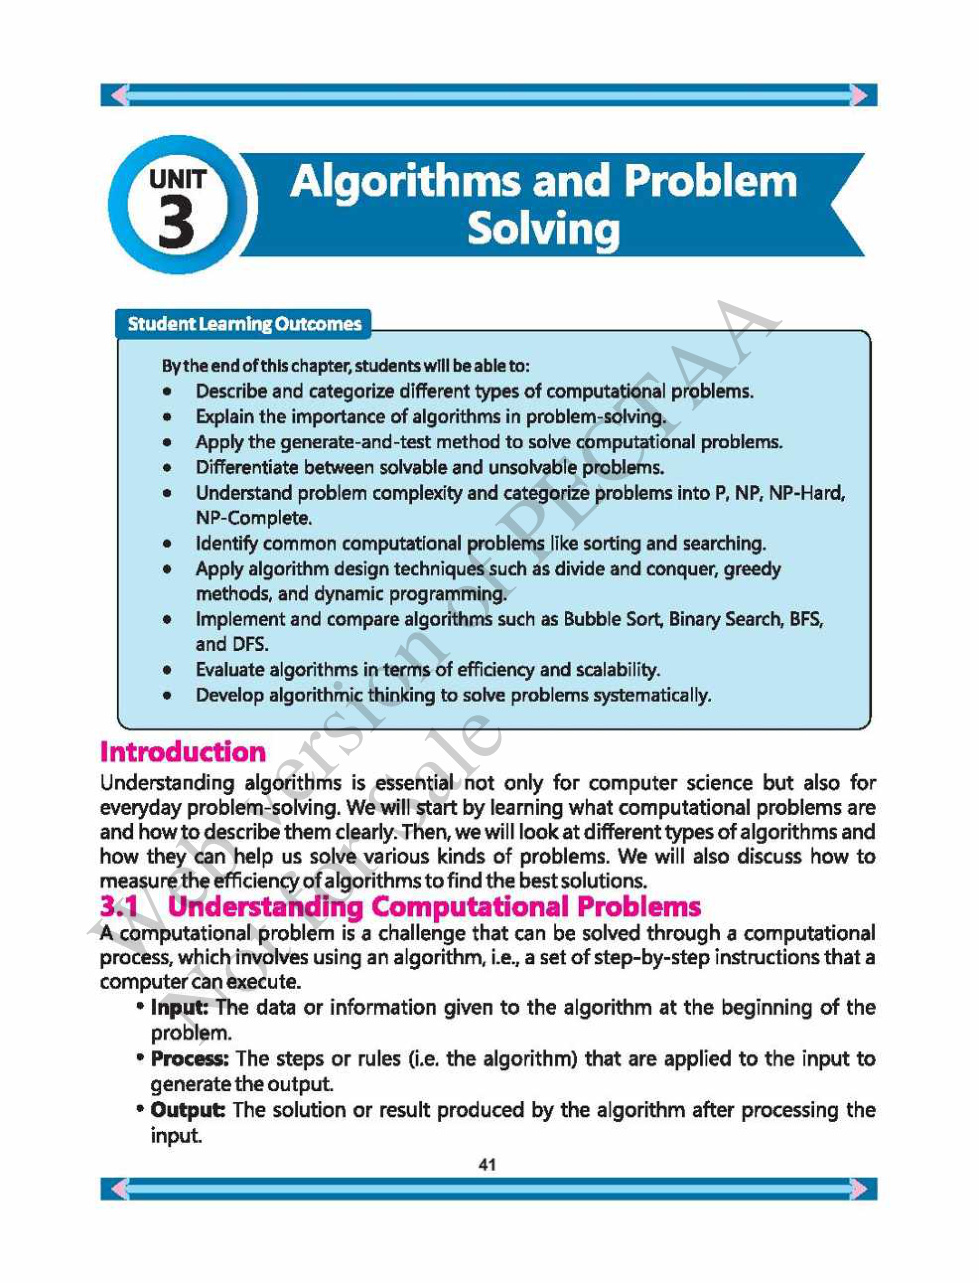 UNIT
3
Algorithms and Problem
Solving
Student Learning Outcomes
By the end of this chapter, students will be able to:
• Describe and categorize different types of computational problems.
• Explain the importance of algorithms in problem-solving.
• Apply the generate-and-test method to solve computational problems.
• Differentiate between solvable and unsolvable problems.
• Understand problem complexity and categorize problems into P, NP, NP-Hard,
NP-Complete.
• Identify common computational problems like sorting and searching.
• Apply algorithm design techniques such as divide and conquer, greedy
methods, and dynamic programming.
• Implement and compare algorithms such as Bubble Sort, Binary Search, BFS,
and DFS.
• Evaluate algorithms in terms of efficiency and scalability.
• Develop algorithmic thinking to solve problems systematically.
Introduction
Understanding algorithms is essential not only for computer science but also for
everyday problem-solving. We will start by learning what computational problems are
and how to describe them clearly. Then, we will look at different types of algorithms and
how they can help us solve various kinds of problems. We will also discuss how to
measure the efficiency of algorithms to find the best solutions.
3.1 Understanding Computational Problems
A computational problem is a challenge that can be solved through a computational
process, which involves using an algorithm, i.e., a set of step-by-step instructions that a
computer can execute.
• Input: The data or information given to the algorithm at the beginning of the
problem.
• Process: The steps or rules (i.e. the algorithm) that are applied to the input to
generate the output.
• Output: The solution or result produced by the algorithm after processing the
input.
41
Web Version of PECTAA
Not for Sale